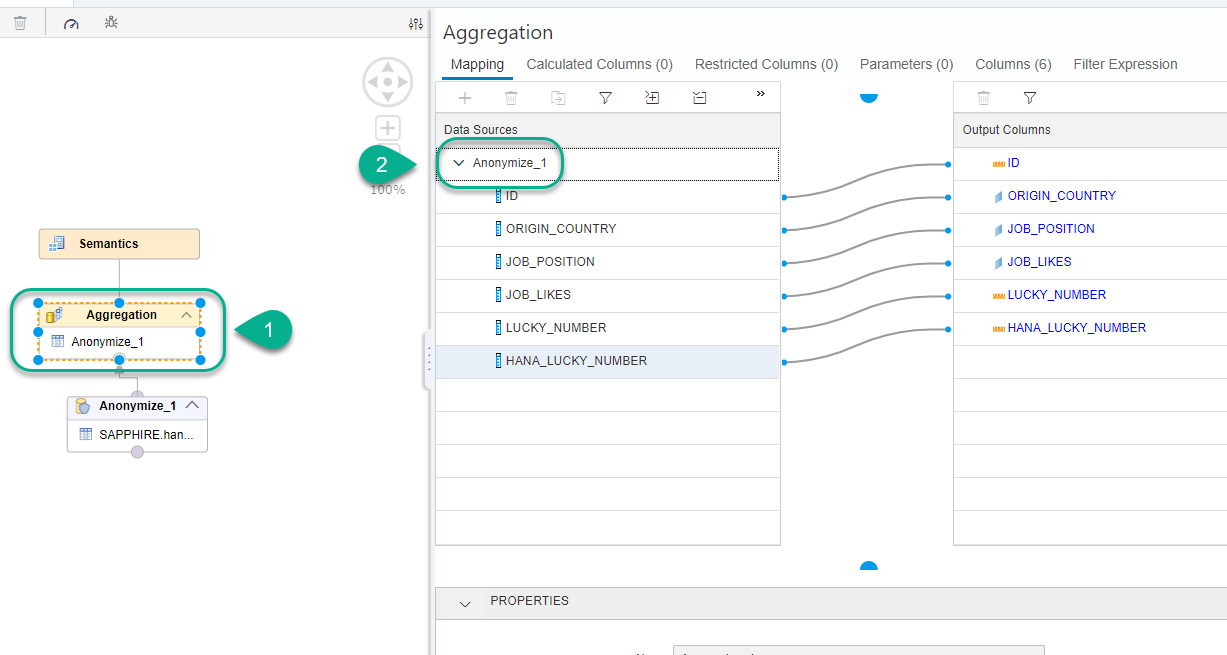 Aggregation
Mapping
Calculated Columns (0)
Restricted Columns (0)
Parameters (0)
Columns (6)
Filter Expression
»
Data Sources
Output Columns
Anonymize_1
ID
ORIGIN_COUNTRY
JOB_POSITION
JOB_LIKES
LUCKY_NUMBER
HANA_LUCKY_NUMBER
ID
ORIGIN_COUNTRY
JOB_POSITION
JOB_LIKES
LUCKY_NUMBER
HANA_LUCKY_NUMBER
2
100%
Semantics
Aggregation
Anonymize_1
1
Anonymize_1
SAPPHIRE.han...
PROPERTIES